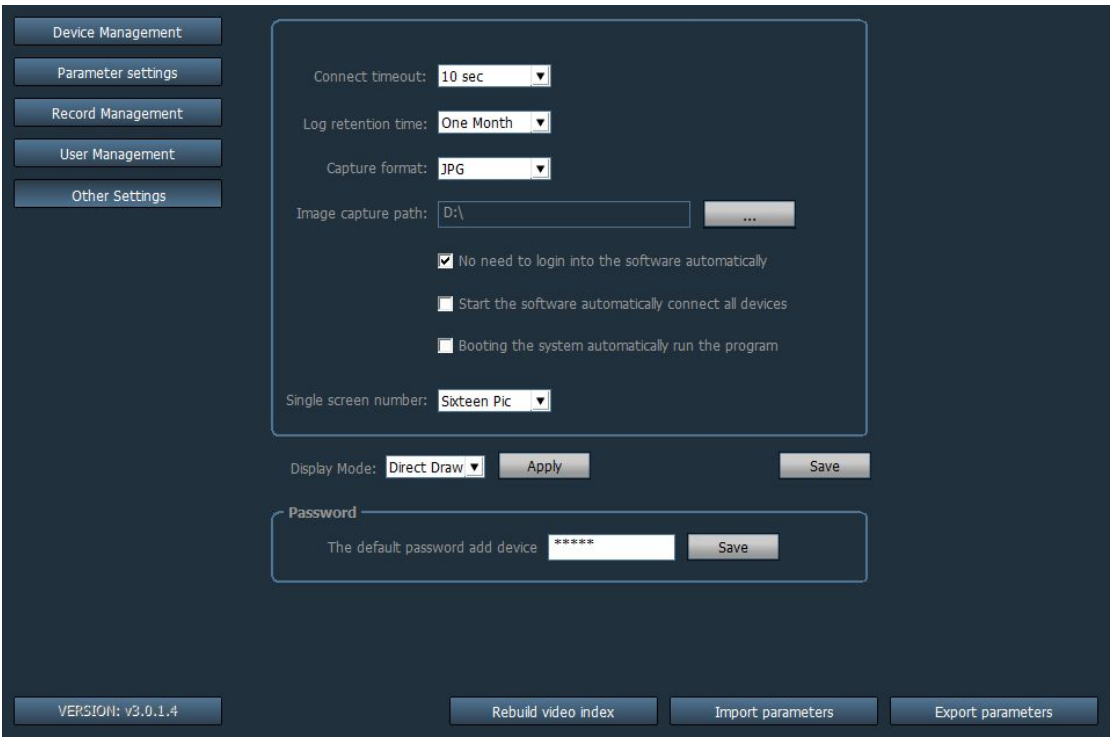 Device Management
Parameter settings
Record Management
User Management
Other Settings
Connect timeout: 10 sec
Log retention time: One Month
Capture format: JPG
Image capture path: D:\ ...
No need to login into the software automatically
Start the software automatically connect all devices
Booting the system automatically run the program
Single screen number: Sixteen Pic
Display Mode: Direct Draw Apply Save
Password
The default password add device ***** Save
VERSION: v3.0.1.4 Rebuild video index Import parameters Export parameters